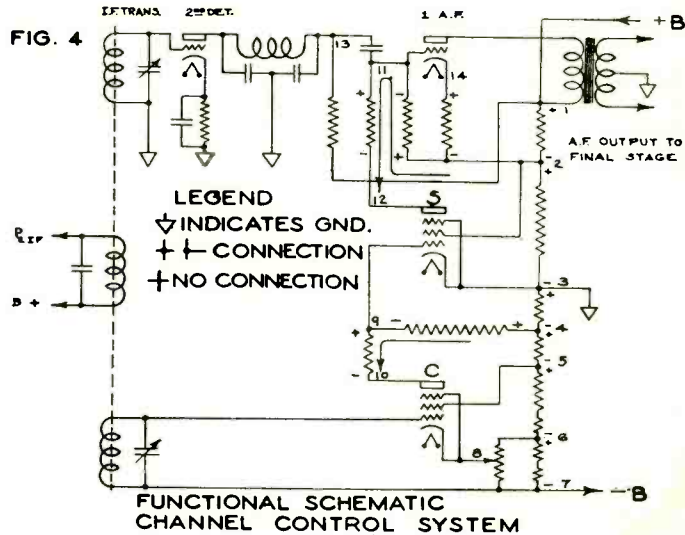 I.F. TRANS. 2ND DET. 1 A.F. +B
FIG. 4
13
11
14
+ 1
- 2
A.F. OUTPUT TO
FINAL STAGE
12
LEGEND
INDICATES GND.
CONNECTION
NO CONNECTION
S
P I.F.
B +
- 3
9
- 4
- 5
10
C
- 6
8
- 7
-B
FUNCTIONAL SCHEMATIC
CHANNEL CONTROL SYSTEM